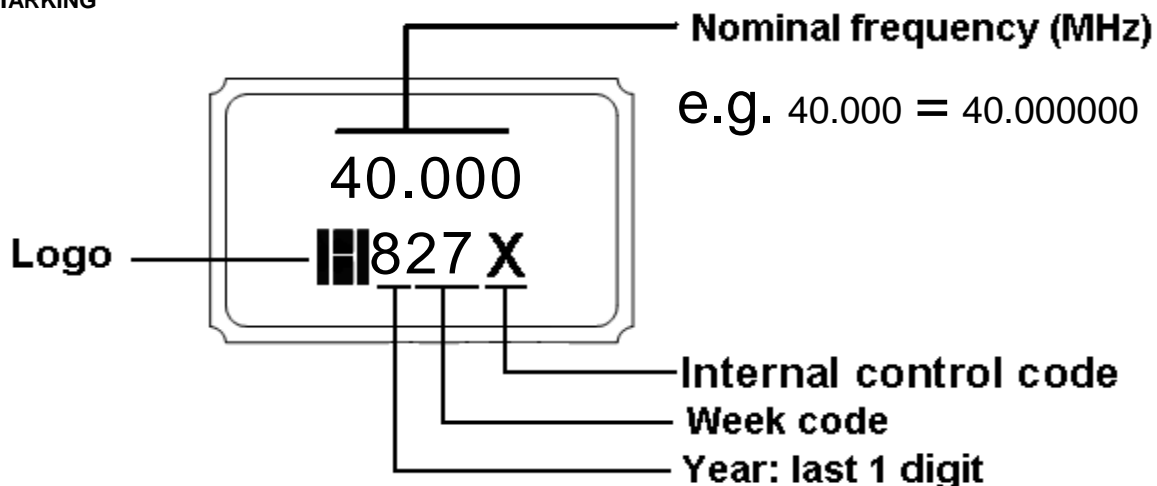 Nominal frequency (MHz)
e.g. 40.000 = 40.000000
40.000
Logo 827 X
Internal control code
Week code
Year: last 1 digit